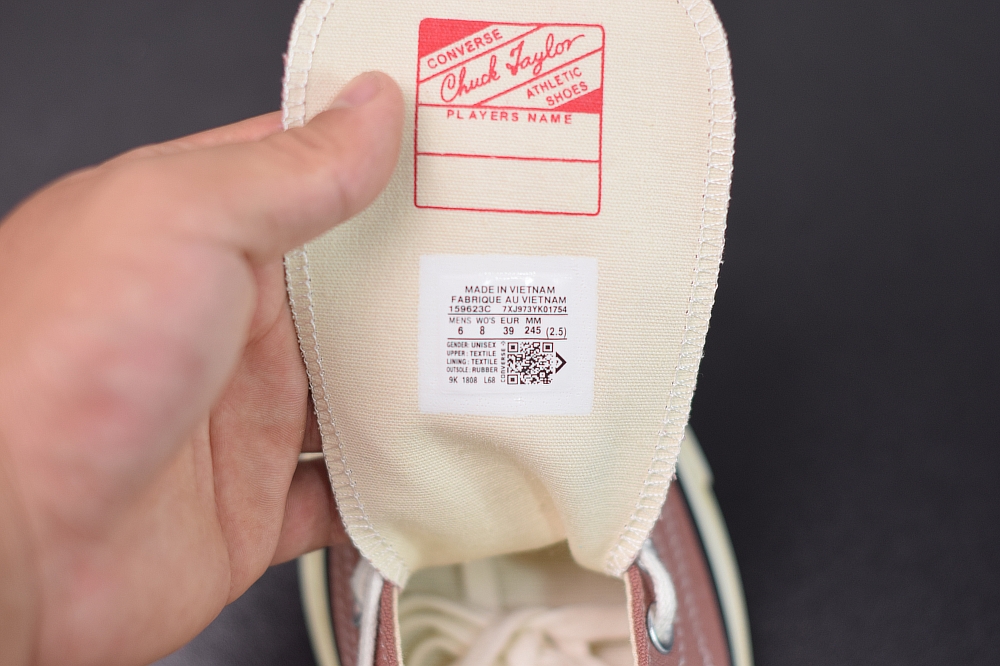 CONVERSE
Chuck Taylor
ATHLETIC
SHOES
PLAYERS NAME
MADE IN VIETNAM
FABRIQUE AU VIETNAM
159623C 7XJ973YK01754
MENS WO'S EUR MM
6 8 39 245 (2.5)
GENDER: UNISEX
UPPER: TEXTILE
LINING: TEXTILE
OUTSOLE: RUBBER
9K 1808 L68
CONVERSE